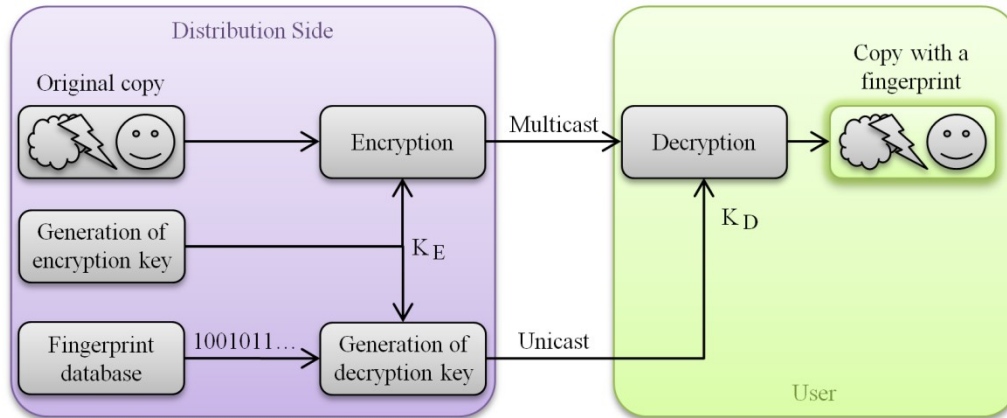 Distribution Side
Original copy
Encryption
Multicast
Decryption
Copy with a
fingerprint
Generation of
encryption key
K E
K D
Fingerprint
database
1001011…
Generation of
decryption key
Unicast
User